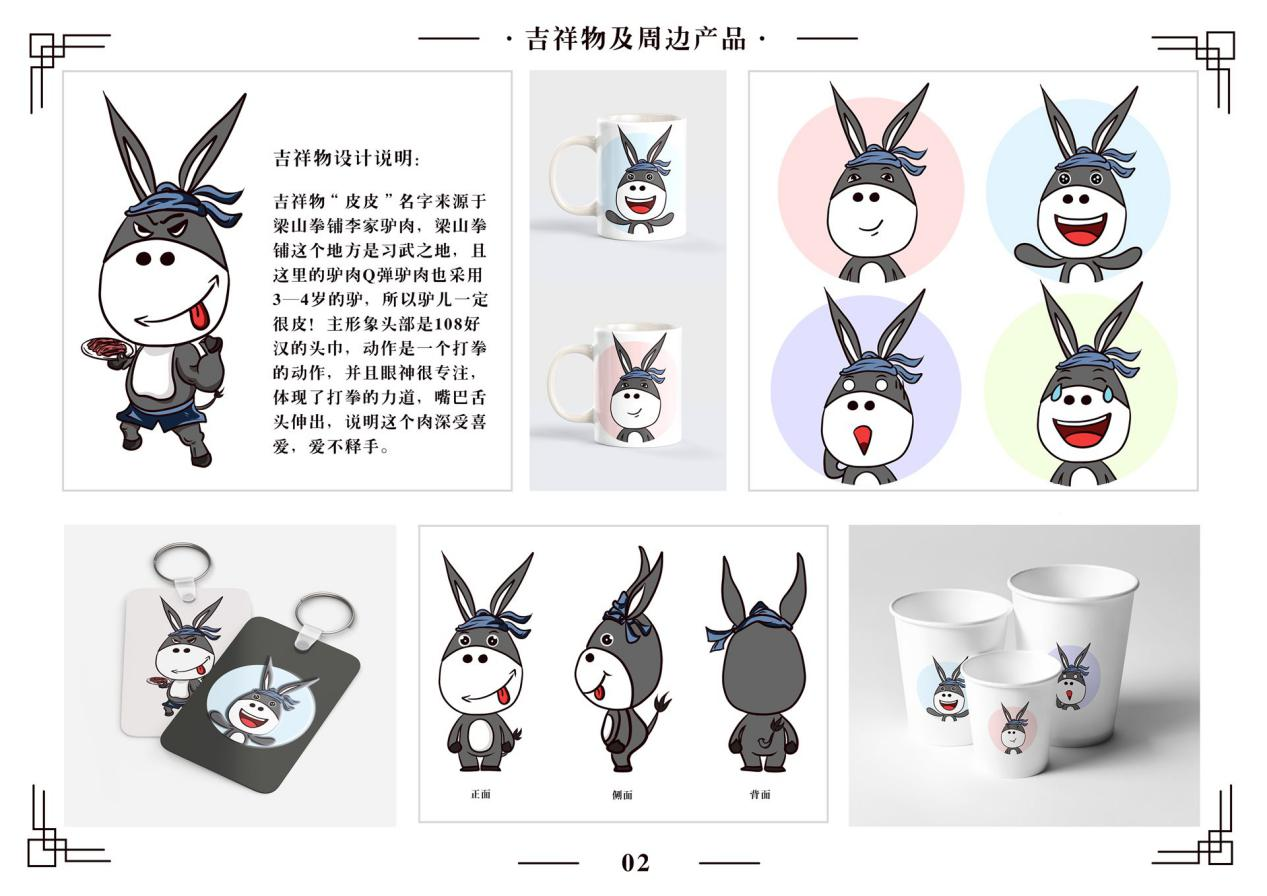 ·吉祥物及周边产品·
吉祥物设计说明：
吉祥物“皮皮”名字来源于
梁山拳铺李家驴肉，梁山拳
铺这个地方是习武之地，且
这里的驴肉Q弹驴肉也采用
3—4岁的驴，所以驴儿一定
很皮！主形象头部是108好
汉的头巾，动作是一个打拳
的动作，并且眼神很专注，
体现了打拳的力道，嘴巴舌
头伸出，说明这个肉深受喜
爱，爱不释手。
正面
侧面
背面
02